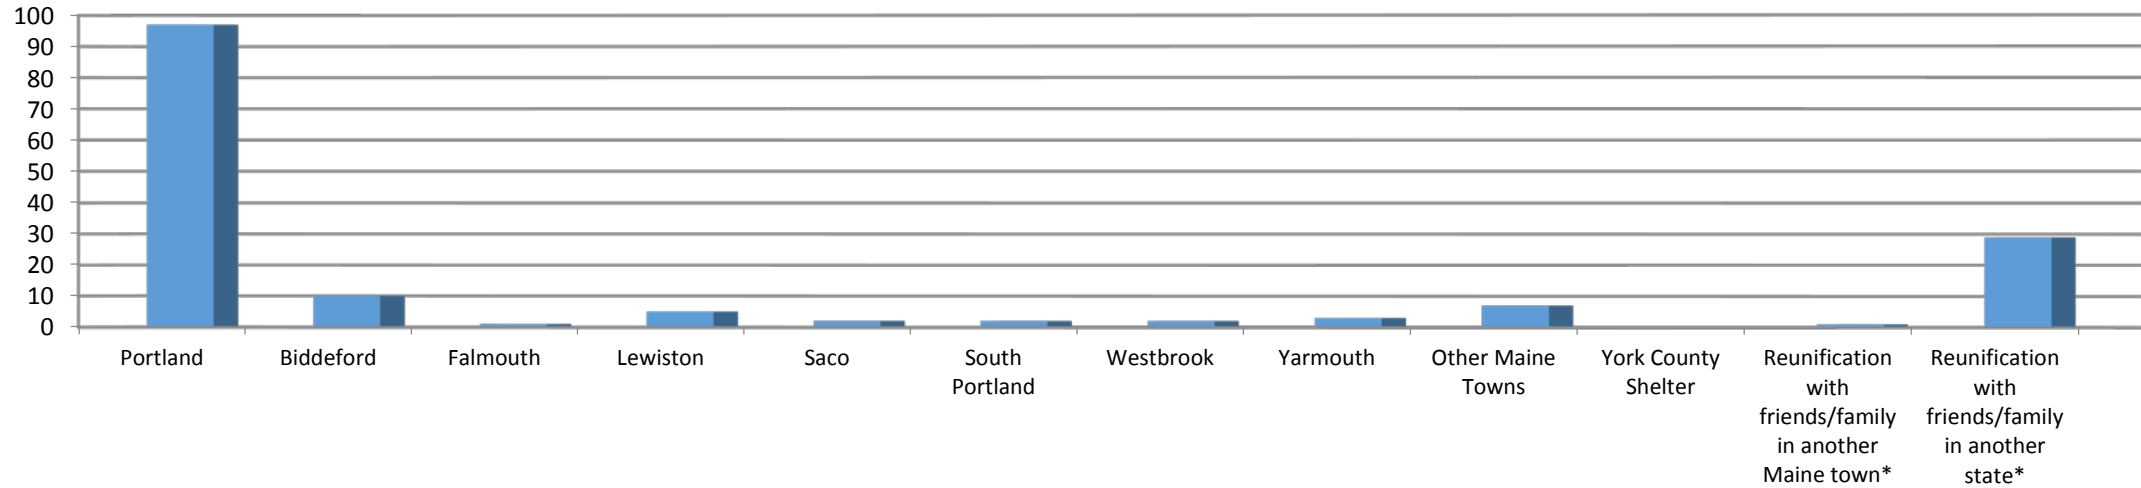 100
90
80
70
60
50
40
30
20
10
0
Portland
Biddeford
Falmouth
Lewiston
Saco
South
Portland
Westbrook
Yarmouth
Other Maine
Towns
York County
Shelter
Reunification
with
friends/family
in another
Maine town*
Reunification
with
friends/family
in another
state*